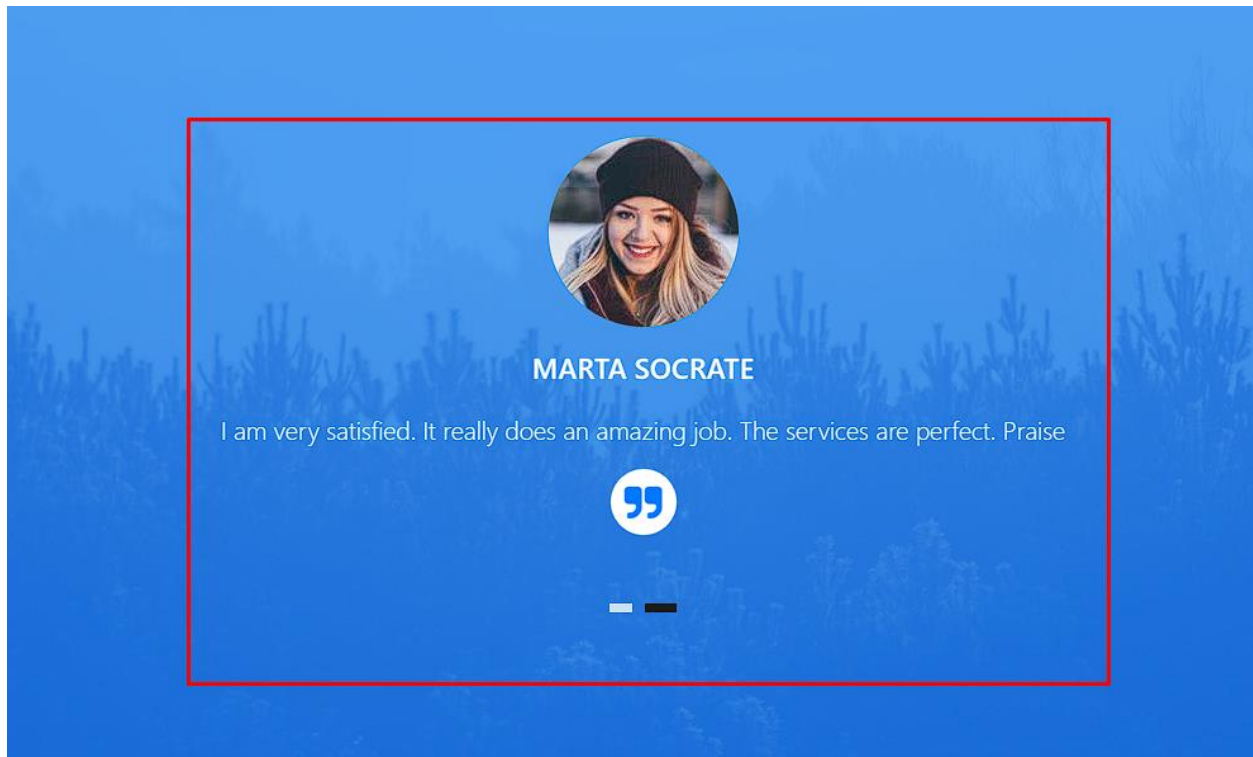 MARTA SOCRATE
I am very satisfied. It really does an amazing job. The services are perfect. Praise